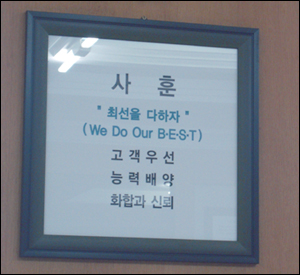 사 훈
" 최선을 다하자 "
(We Do Our B·E·S·T)
고 객 우 선
능 력 배 양
화합과 신뢰